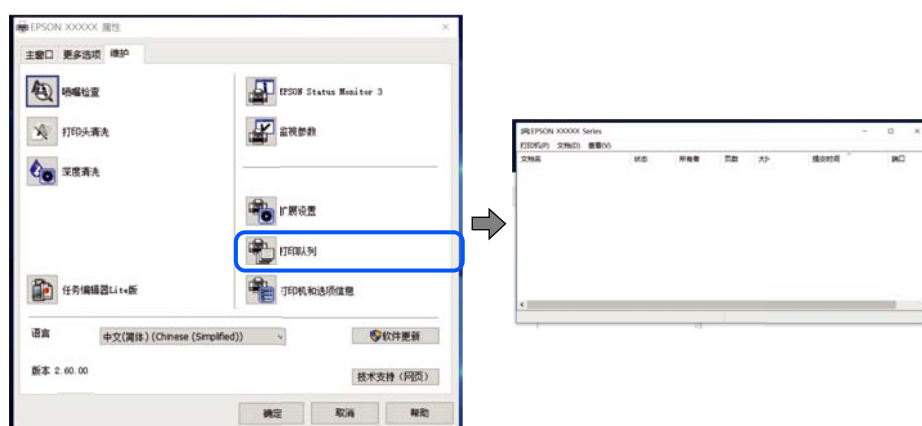 EPSON XXXXX 属性
主窗口 更多选项 维护
喷嘴检查
EPSON Status Monitor 3
打印头清洗
监视参数
深度清洗
扩展设置
打印队列
任务编辑器Lite版
打印机和选项信息
语言
中文(简体) (Chinese (Simplified))
软件更新
版本 2.60.00
技术支持（网页）
确定 取消 帮助
EPSON XXXXX Series
打印机(P) 文档(D) 查看(V)
文档名 状态 所有者 页数 大小 提交时间 端口